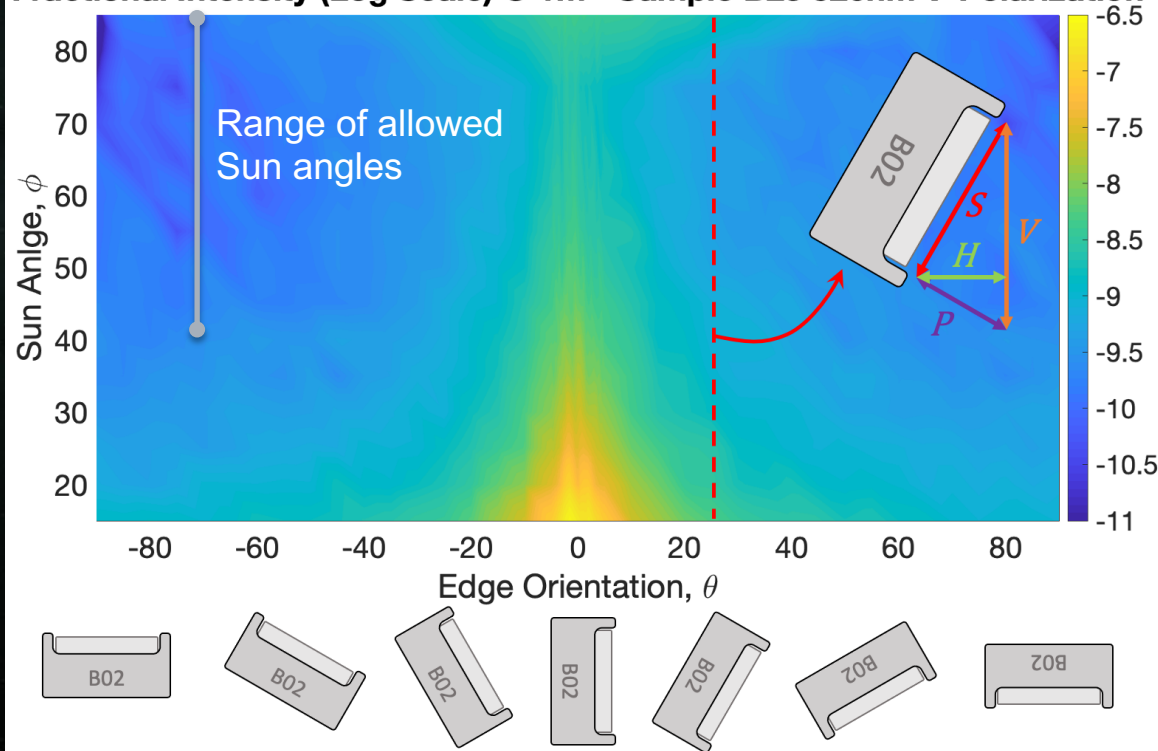 80
70
60
50
40
30
20
Sun Anlge, ϕ
Range of allowed
Sun angles
B02
S
V
H
P
-6.5
-7
-7.5
-8
-8.5
-9
-9.5
-10
-10.5
-11
-80 -60 -40 -20 0 20 40 60 80
Edge Orientation, θ
B02 B02 B02 B02 B02 B02 B02